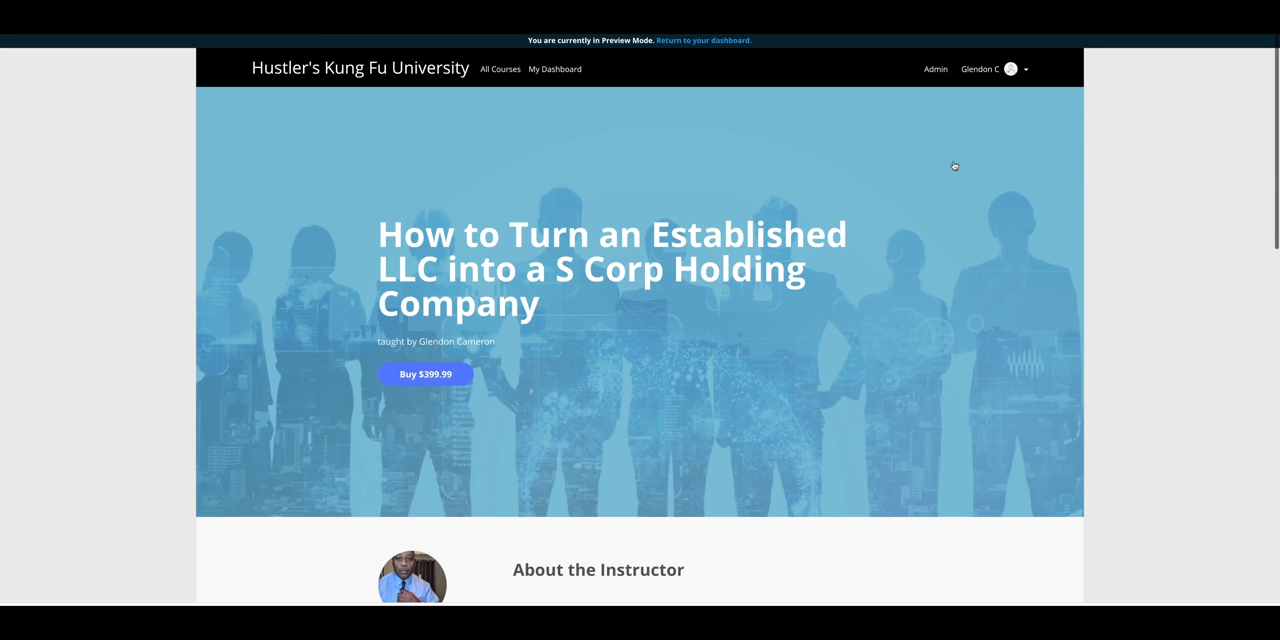 You are currently in Preview Mode. Return to your dashboard.
Hustler's Kung Fu University All Courses My Dashboard Admin Glendon C
How to Turn an Established
LLC into a S Corp Holding
Company
taught by Glendon Cameron
Buy $399.99
About the Instructor